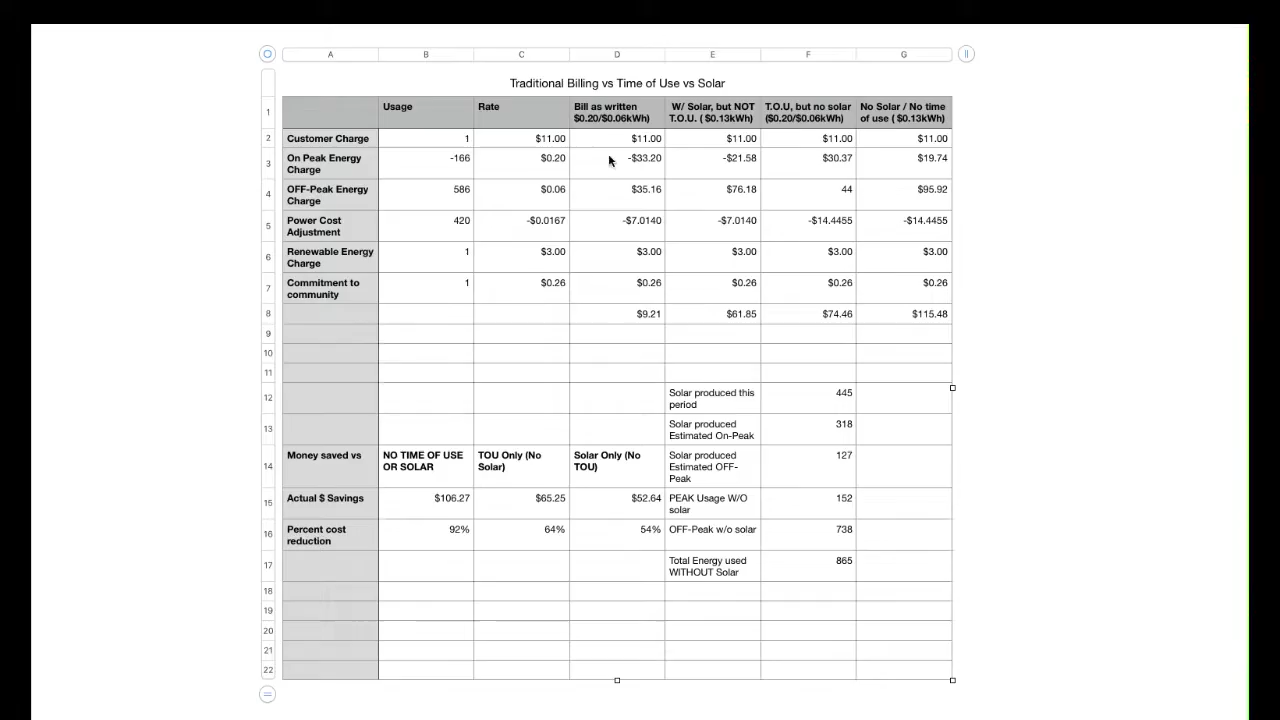 A B C D E F G
Traditional Billing vs Time of Use vs Solar
1 Usage Rate Bill as written W/ Solar, but NOT T.O.U, but no solar No Solar / No time
$0.20/$0.06kWh) T.O.U. ( $0.13kWh) ($0.20/$0.06kWh) of use ( $0.13kWh)
2 Customer Charge 1 $11.00 $11.00 $11.00 $11.00 $11.00
3 On Peak Energy -166 $0.20 -$33.20 -$21.58 $30.37 $19.74
Charge
4 OFF-Peak Energy 586 $0.06 $35.16 $76.18 44 $95.92
Charge
5 Power Cost 420 -$0.0167 -$7.0140 -$7.0140 -$14.4455 -$14.4455
Adjustment
6 Renewable Energy 1 $3.00 $3.00 $3.00 $3.00 $3.00
Charge
7 Commitment to 1 $0.26 $0.26 $0.26 $0.26 $0.26
community
8 $9.21 $61.85 $74.46 $115.48
9
10
11
12 Solar produced this 445
period
13 Solar produced 318
Estimated On-Peak
14 Money saved vs NO TIME OF USE TOU Only (No Solar Only (No Solar produced 127
OR SOLAR Solar) TOU) Estimated OFF-
Peak
15 Actual $ Savings $106.27 $65.25 $52.64 PEAK Usage W/O 152
solar
16 Percent cost 92% 64% 54% OFF-Peak w/o solar 738
reduction
17 Total Energy used 865
WITHOUT Solar
18
19
20
21
22